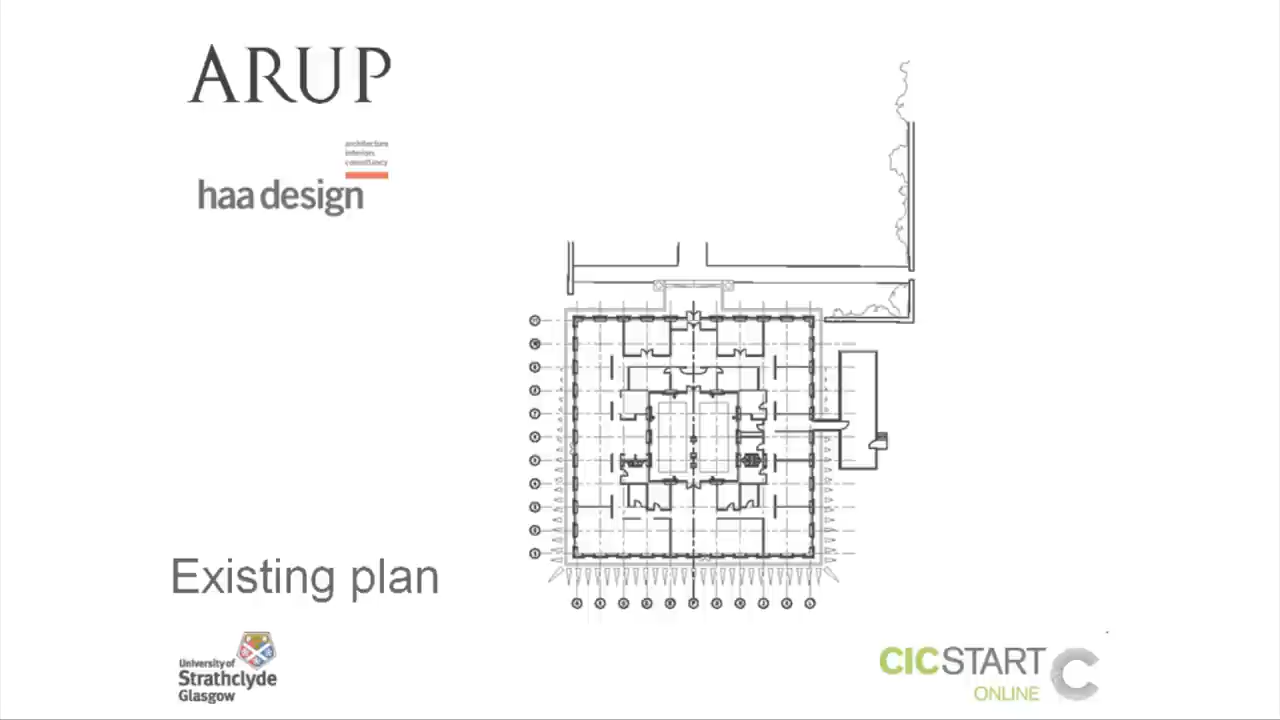 ARUP
architecture
interiors
consultancy
haa design
Existing plan
University of
Strathclyde
Glasgow
CICSTART
ONLINE